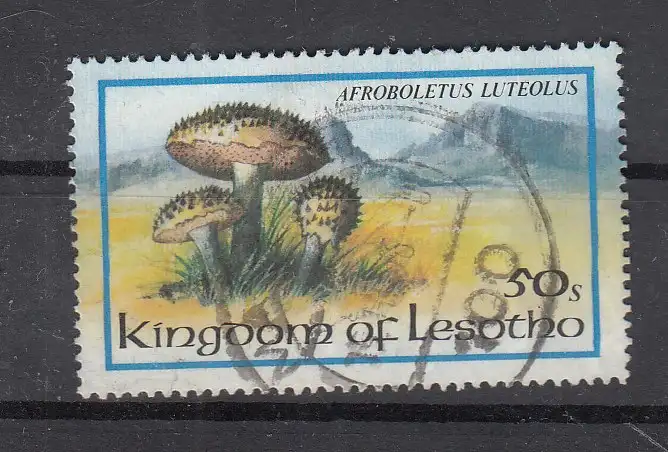 AFROBOLETUS LUTEOLUS
50s
Kingdom of Lesotho